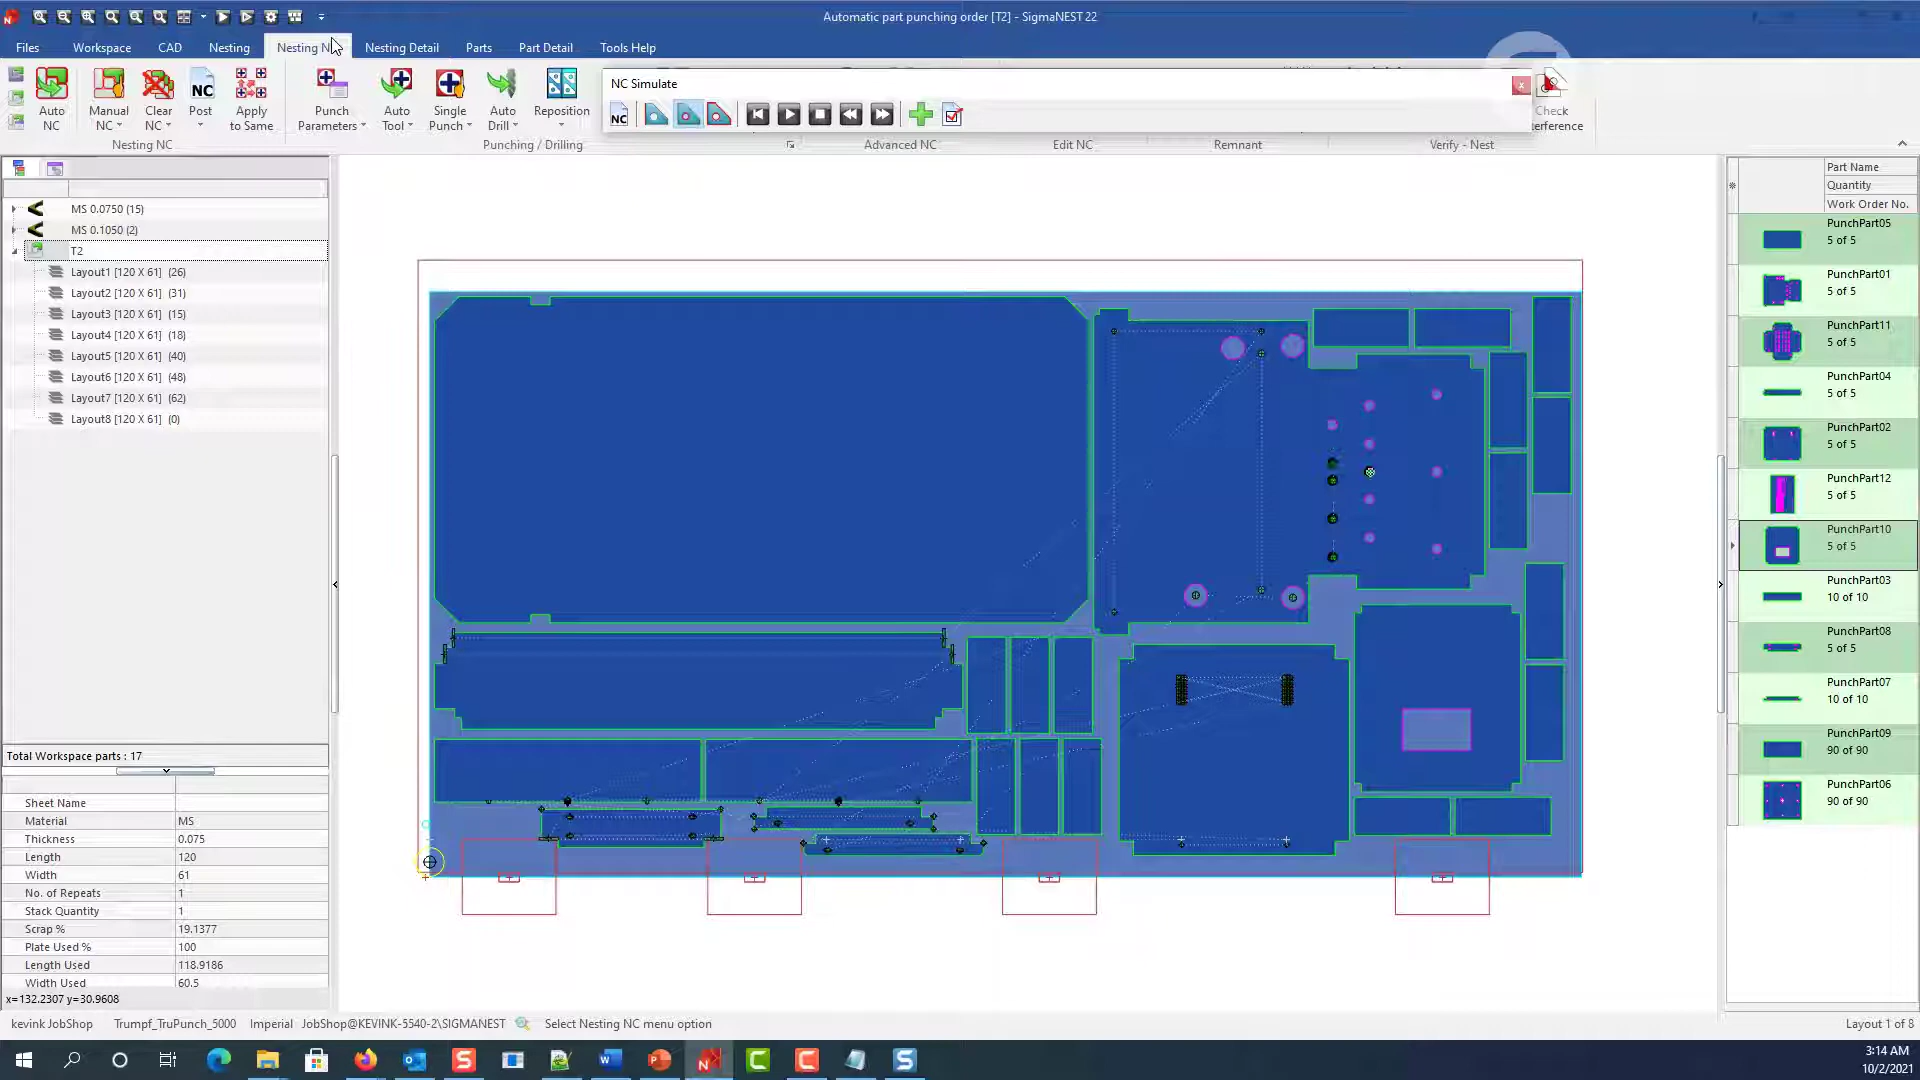 Automatic part punching order [T2] - SigmaNEST 22
Files Workspace CAD Nesting Nesting N Nesting Detail Parts Part Detail Tools Help
NC Simulate
Auto NC
Manual NC
Clear NC
NC
Post
Apply to Same
Punch Parameters
Auto Tool
Single Punch
Auto Drill
Reposition
NC
Check
terference
Nesting NC
Punching / Drilling
Advanced NC
Edit NC
Remnant
Verify - Nest
MS 0.0750 (15)
MS 0.1050 (2)
T2
Layout1 [120 X 61] (26)
Layout2 [120 X 61] (31)
Layout3 [120 X 61] (15)
Layout4 [120 X 61] (18)
Layout5 [120 X 61] (40)
Layout6 [120 X 61] (48)
Layout7 [120 X 61] (62)
Layout8 [120 X 61] (0)
Total Workspace parts : 17
Sheet Name
Material MS
Thickness 0.075
Length 120
Width 61
No. of Repeats 1
Stack Quantity 1
Scrap % 19.1377
Plate Used % 100
Length Used 118.9186
Width Used 60.5
x=132.2307 y=30.9608
Part Name
Quantity
Work Order No.
PunchPart05
5 of 5
PunchPart01
5 of 5
PunchPart11
5 of 5
PunchPart04
5 of 5
PunchPart02
5 of 5
PunchPart12
5 of 5
PunchPart10
5 of 5
PunchPart03
10 of 10
PunchPart08
5 of 5
PunchPart07
10 of 10
PunchPart09
90 of 90
PunchPart06
90 of 90
kevink JobShop Trumpf_TruPunch_5000 Imperial JobShop@KEVINK-5540-2\SIGMANEST Select Nesting NC menu option Layout 1 of 8
3:14 AM
10/2/2021